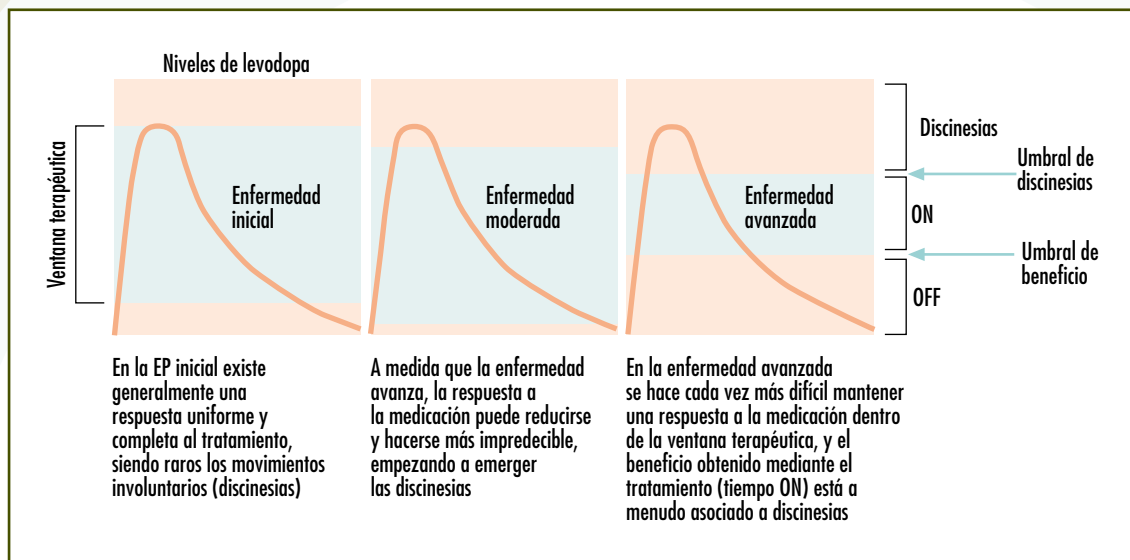 Niveles de levodopa
Ventana terapéutica
Enfermedad
inicial
Enfermedad
moderada
Enfermedad
avanzada
Discinesias
Umbral de
discinesias
ON
Umbral de
beneficio
OFF
En la EP inicial existe
generalmente una
respuesta uniforme y
completa al tratamiento,
siendo raros los movimientos
involuntarios (discinesias)
A medida que la enfermedad
avanza, la respuesta a
la medicación puede reducirse
y hacerse más impredecible,
empezando a emerger
las discinesias
En la enfermedad avanzada
se hace cada vez más difícil mantener
una respuesta a la medicación dentro
de la ventana terapéutica, y el
beneficio obtenido mediante el
tratamiento (tiempo ON) está a
menudo asociado a discinesias